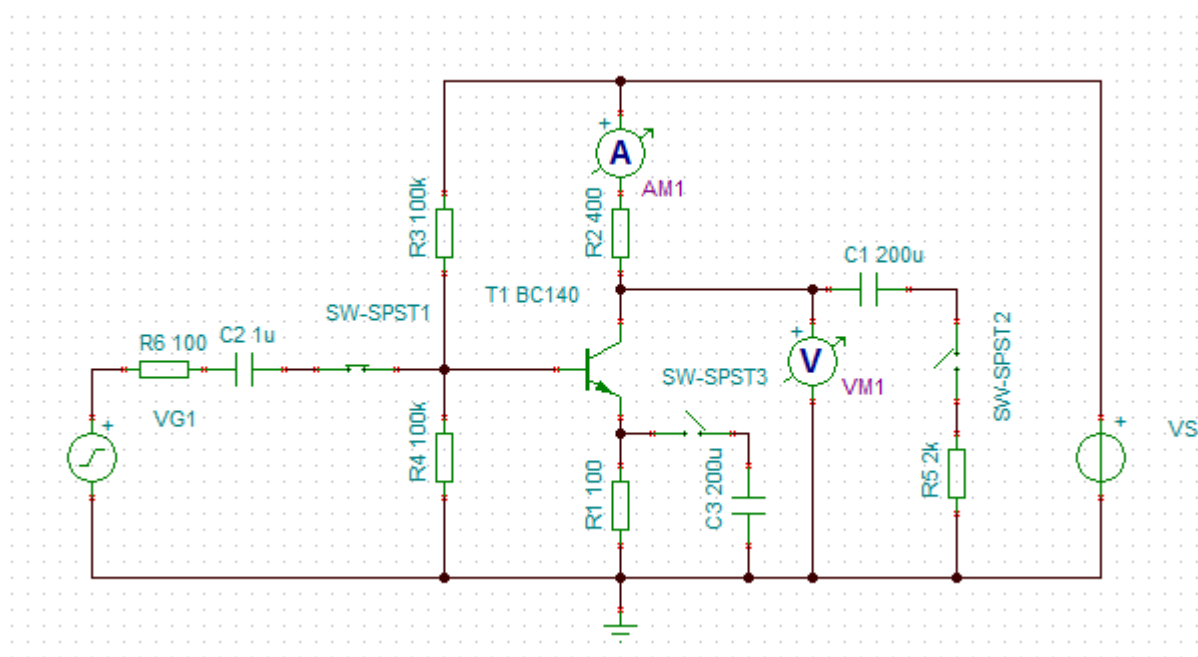 +
A
AM1
R3 100k
R2 400
C1 200u
T1 BC140
SW-SPST1
R6 100
C2 1u
+
V
VM1
SW-SPST3
SW-SPST2
VG1
+
R4 100k
R1 100
C3 200u
R5 2k
+
VS